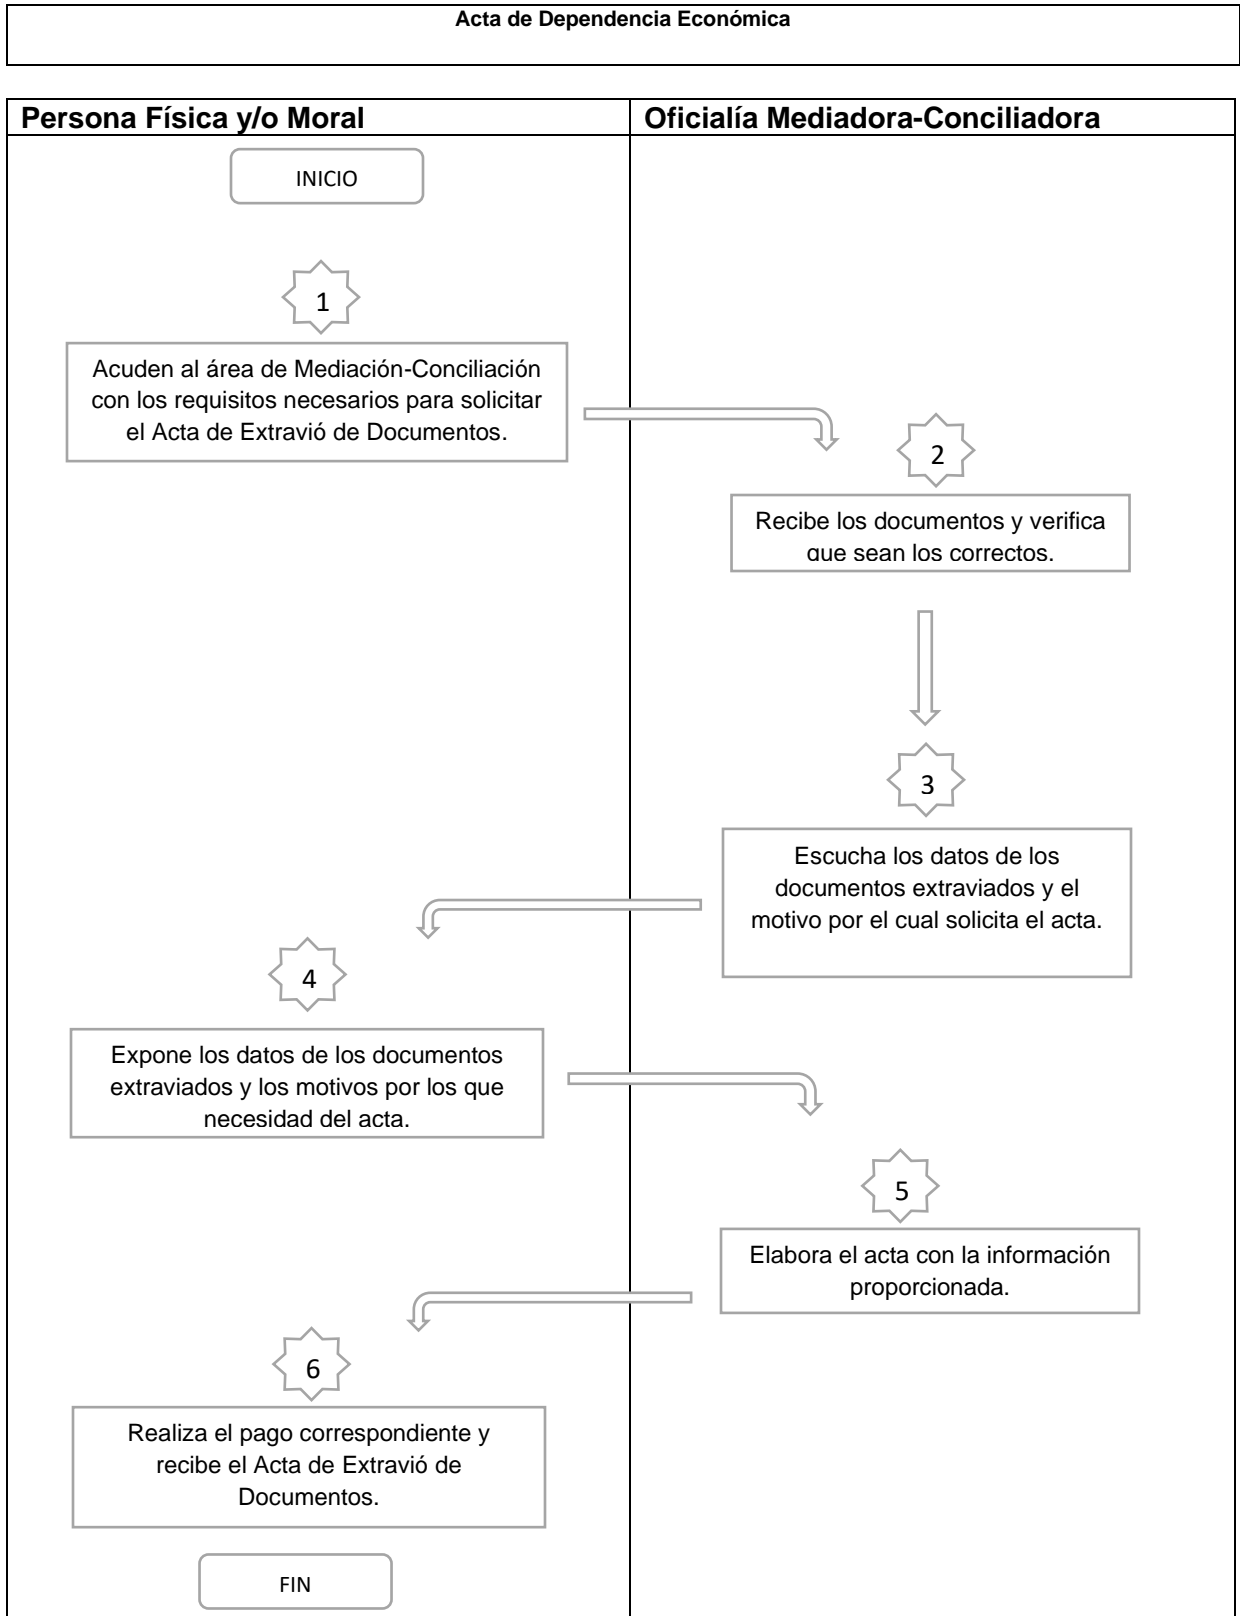 Acta de Dependencia Económica
Persona Física y/o Moral
Oficialía Mediadora-Conciliadora
INICIO
1
Acuden al área de Mediación-Conciliación
con los requisitos necesarios para solicitar
el Acta de Extravió de Documentos.
2
Recibe los documentos y verifica
que sean los correctos.
3
Escucha los datos de los
documentos extraviados y el
motivo por el cual solicita el acta.
4
Expone los datos de los documentos
extraviados y los motivos por los que
necesidad del acta.
5
Elabora el acta con la información
proporcionada.
6
Realiza el pago correspondiente y
recibe el Acta de Extravió de
Documentos.
FIN